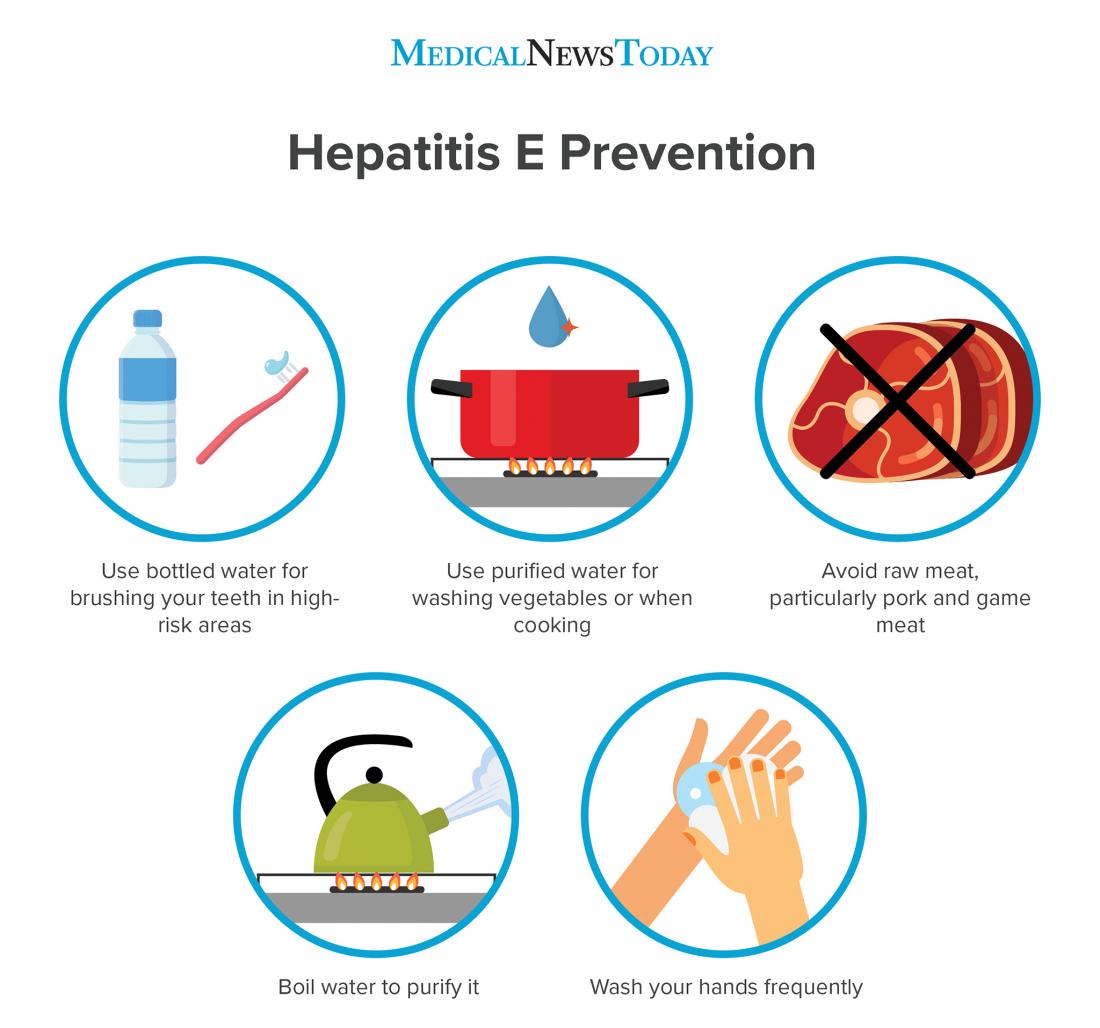 MEDICALNEWSTODAY
Hepatitis E Prevention
Use bottled water for
brushing your teeth in high-
risk areas
Use purified water for
washing vegetables or when
cooking
Avoid raw meat,
particularly pork and game
meat
Boil water to purify it
Wash your hands frequently